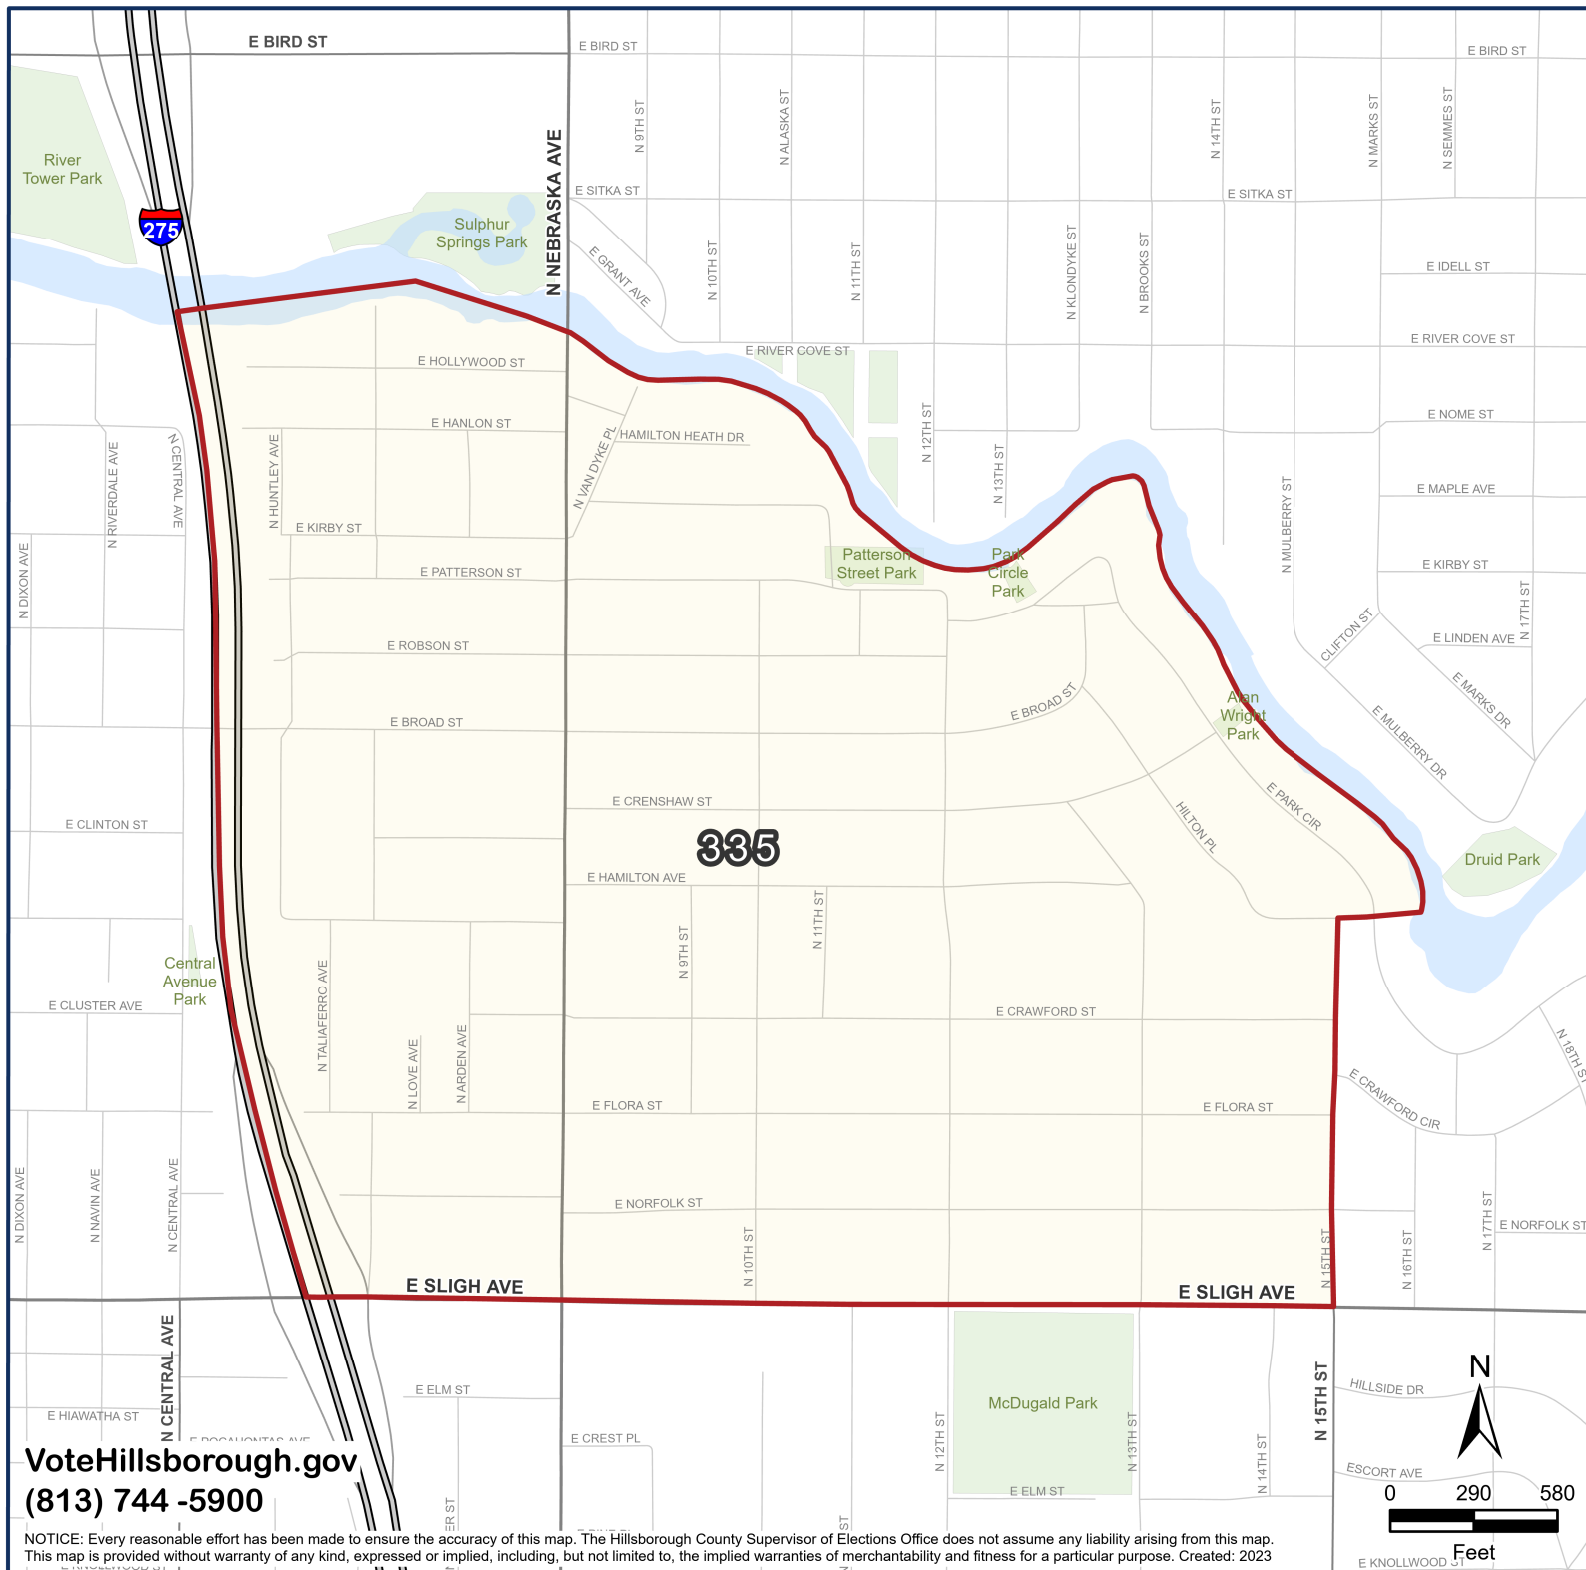 E BIRD ST
E BIRD ST
E BIRD ST
N 9TH ST
N ALASKA ST
N 14TH ST
N MARKS ST
N SEMMES ST
River
Tower Park
N NEBRASKA AVE
275
Sulphur
Springs Park
E SITKA ST
E SITKA ST
E GRANT AVE
N 10TH ST
N 11TH ST
N KLONDYKE ST
N BROOKS ST
E IDELL ST
E RIVER COVE ST
E RIVER COVE ST
E HOLLYWOOD ST
E HANLON ST
HAMILTON HEATH DR
N VAN DYKE PL
N 12TH ST
N 13TH ST
E NOME ST
N RIVERDALE AVE
N CENTRAL AVE
N HUNTLEY AVE
E KIRBY ST
E MAPLE AVE
N MULBERRY ST
N DIXON AVE
E PATTERSON ST
Patterson
Street Park
Park
Circle
Park
E KIRBY ST
N 17TH ST
CLIFTON ST
E LINDEN AVE
E ROBSON ST
E MARKS DR
E BROAD ST
E BROAD ST
Alan
Wright
Park
E MULBERRY DR
E CRENSHAW ST
HILTON PL
E PARK CIR
E CLINTON ST
335
Druid Park
E HAMILTON AVE
N 11TH ST
N 9TH ST
Central
Avenue
Park
E CLUSTER AVE
N TALIAFERRC AVE
N LOVE AVE
N ARDEN AVE
E CRAWFORD ST
N 18TH ST
E CRAWFORD CIR
E FLORA ST
E FLORA ST
N DIXON AVE
N NAVIN AVE
N CENTRAL AVE
E NORFOLK ST
N 10TH ST
N 15TH ST
N 16TH ST
N 17TH ST
E NORFOLK ST
E SLIGH AVE
E SLIGH AVE
N CENTRAL AVE
E ELM ST
McDugald Park
N 15TH ST
HILLSIDE DR
N
E HIAWATHA ST
E POCAHONTAS AVE
E CREST PL
N 12TH ST
N 13TH ST
N 14TH ST
ESCORT AVE
E ELM ST
0 290 580
Feet
VoteHillsborough.gov
(813) 744 -5900
ER ST
ST
NOTICE: Every reasonable effort has been made to ensure the accuracy of this map. The Hillsborough County Supervisor of Elections Office does not assume any liability arising from this map.
This map is provided without warranty of any kind, expressed or implied, including, but not limited to, the implied warranties of merchantability and fitness for a particular purpose. Created: 2023
E KNOLLWOOD ST
E KNOLLWOOD ST